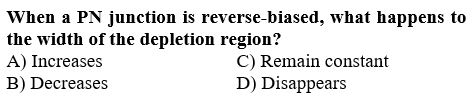 When a PN junction is reverse-biased, what happens to
the width of the depletion region?
A) Increases C) Remain constant
B) Decreases D) Disappears